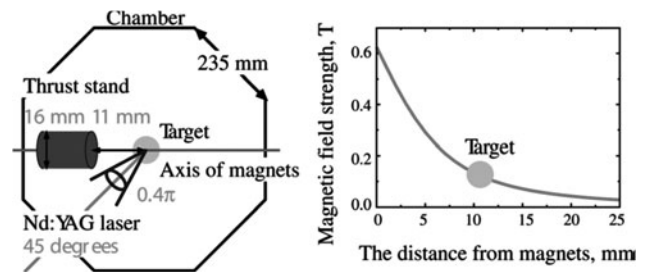 Chamber
235 mm
Thrust stand
16 mm 11 mm
Target
Axis of magnets
0.4π
Nd:YAG laser
45 degrees
Magnetic field strength, T
0.6
0.4
0.2
0.0
Target
0 5 10 15 20 25
The distance from magnets, mm